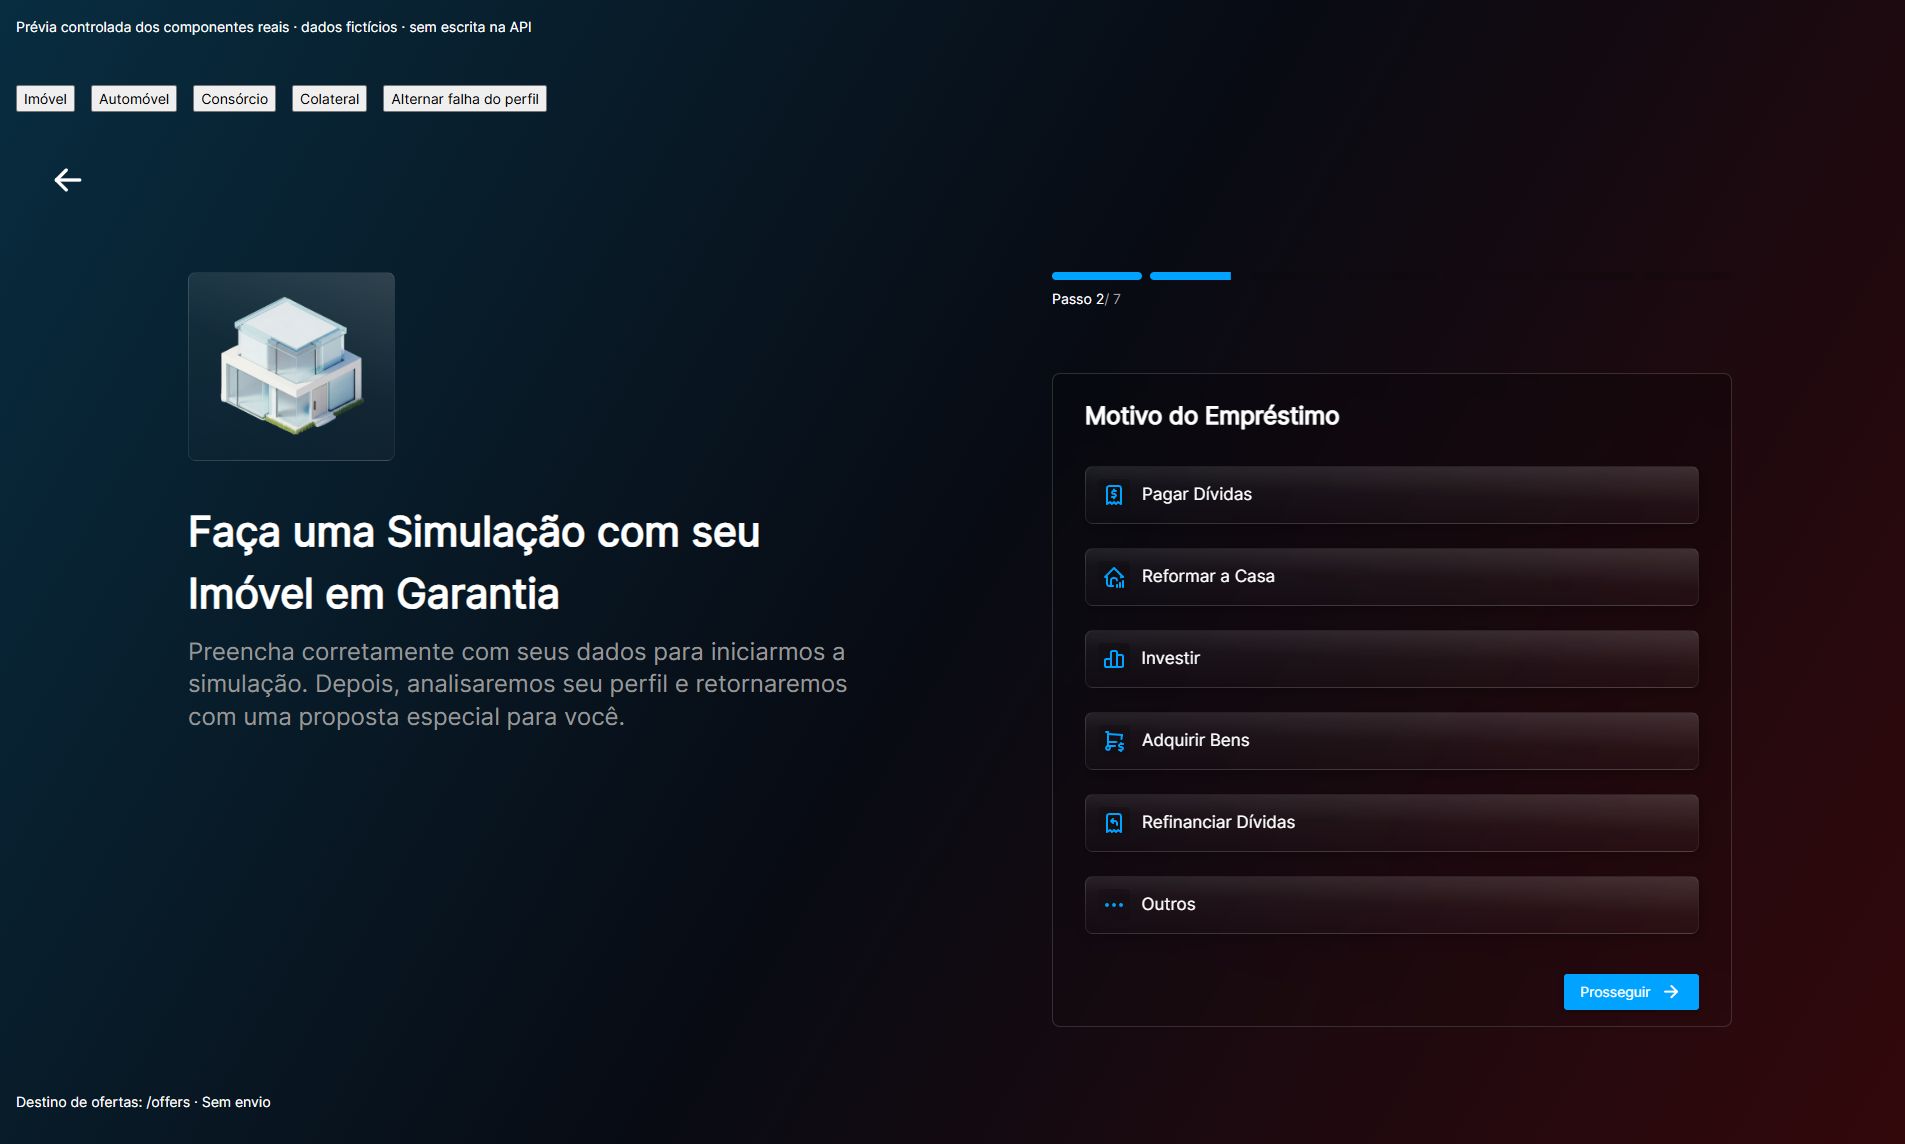 Prévia controlada dos componentes reais · dados fictícios · sem escrita na API
Imóvel
Automóvel
Consórcio
Colateral
Alternar falha do perfil
Passo 2/ 7
Faça uma Simulação com seu
Imóvel em Garantia
Preencha corretamente com seus dados para iniciarmos a
simulação. Depois, analisaremos seu perfil e retornaremos
com uma proposta especial para você.
Motivo do Empréstimo
Pagar Dívidas
Reformar a Casa
Investir
Adquirir Bens
Refinanciar Dívidas
Outros
Prosseguir
Destino de ofertas: /offers · Sem envio